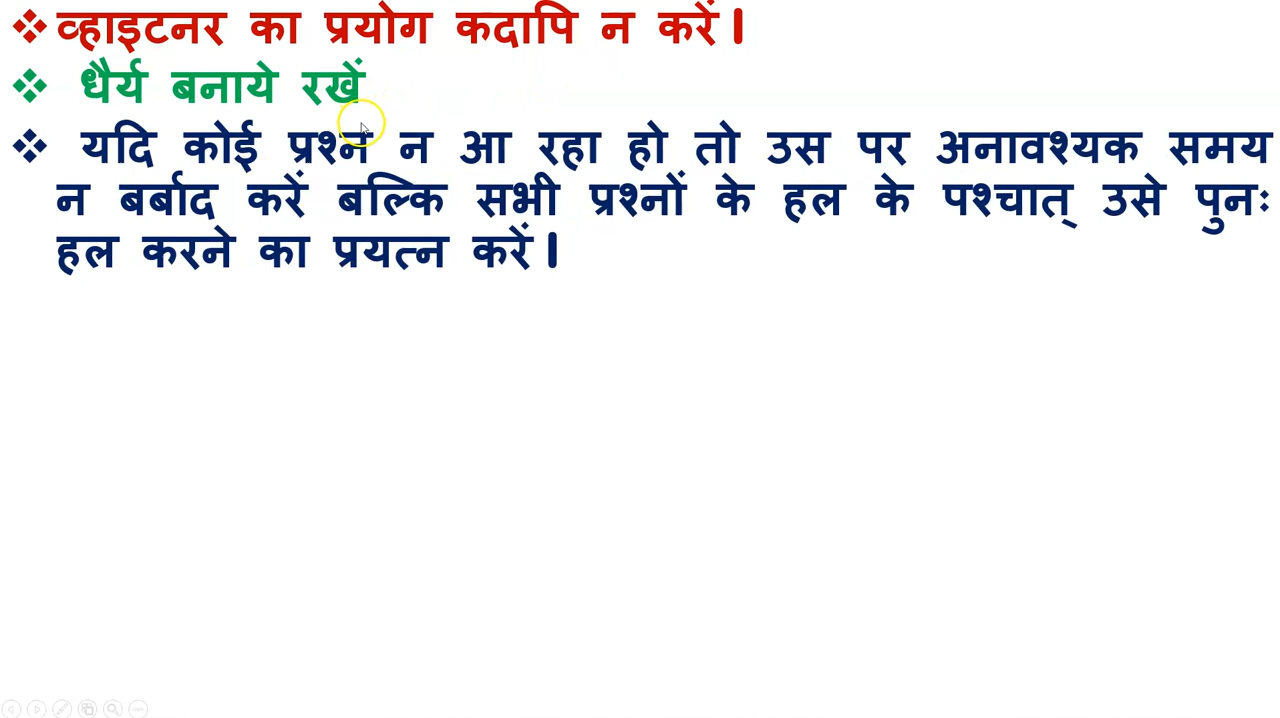 ❖व्हाइटनर का प्रयोग कदापि न करें।
❖ धैर्य बनाये रखें
❖ यदि कोई प्रश्न न आ रहा हो तो उस पर अनावश्यक समय
न बर्बाद करें बल्कि सभी प्रश्नों के हल के पश्चात् उसे पुनः
हल करने का प्रयत्न करें।